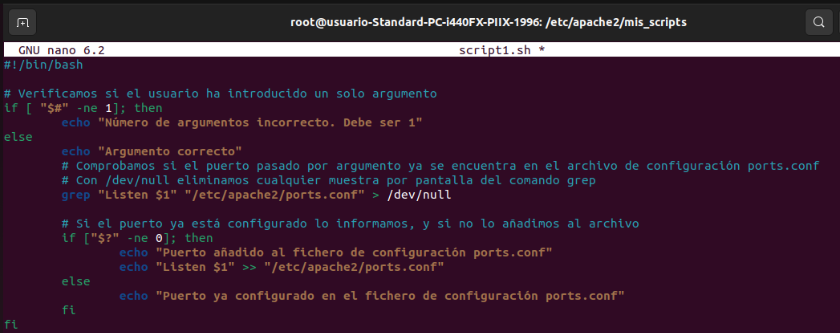 root@usuario-Standard-PC-i440FX-PIIX-1996: /etc/apache2/mis_scripts
GNU nano 6.2 script1.sh *
#!/bin/bash
# Verificamos si el usuario ha introducido un solo argumento
if [ "$#" -ne 1]; then
echo "Número de argumentos incorrecto. Debe ser 1"
else
echo "Argumento correcto"
# Comprobamos si el puerto pasado por argumento ya se encuentra en el archivo de configuración ports.conf
# Con /dev/null eliminamos cualquier muestra por pantalla del comando grep
grep "Listen $1" "/etc/apache2/ports.conf" > /dev/null
# Si el puerto ya está configurado lo informamos, y si no lo añadimos al archivo
if ["$?" -ne 0]; then
echo "Puerto añadido al fichero de configuración ports.conf"
echo "Listen $1" >> "/etc/apache2/ports.conf"
else
echo "Puerto ya configurado en el fichero de configuración ports.conf"
fi
fi